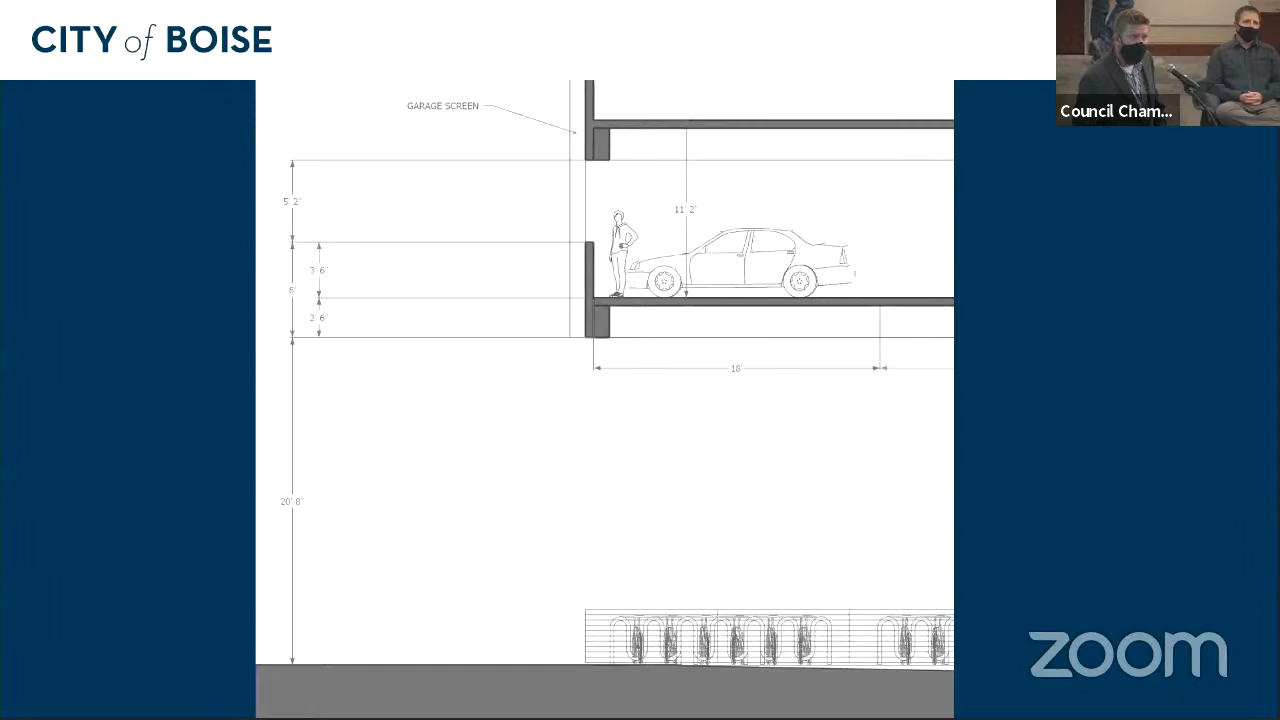 CITY of BOISE
Council Cham...
GARAGE SCREEN
5' 2"
11' 2"
3' 6"
6'
2' 6"
18'
20' 8"
zoom